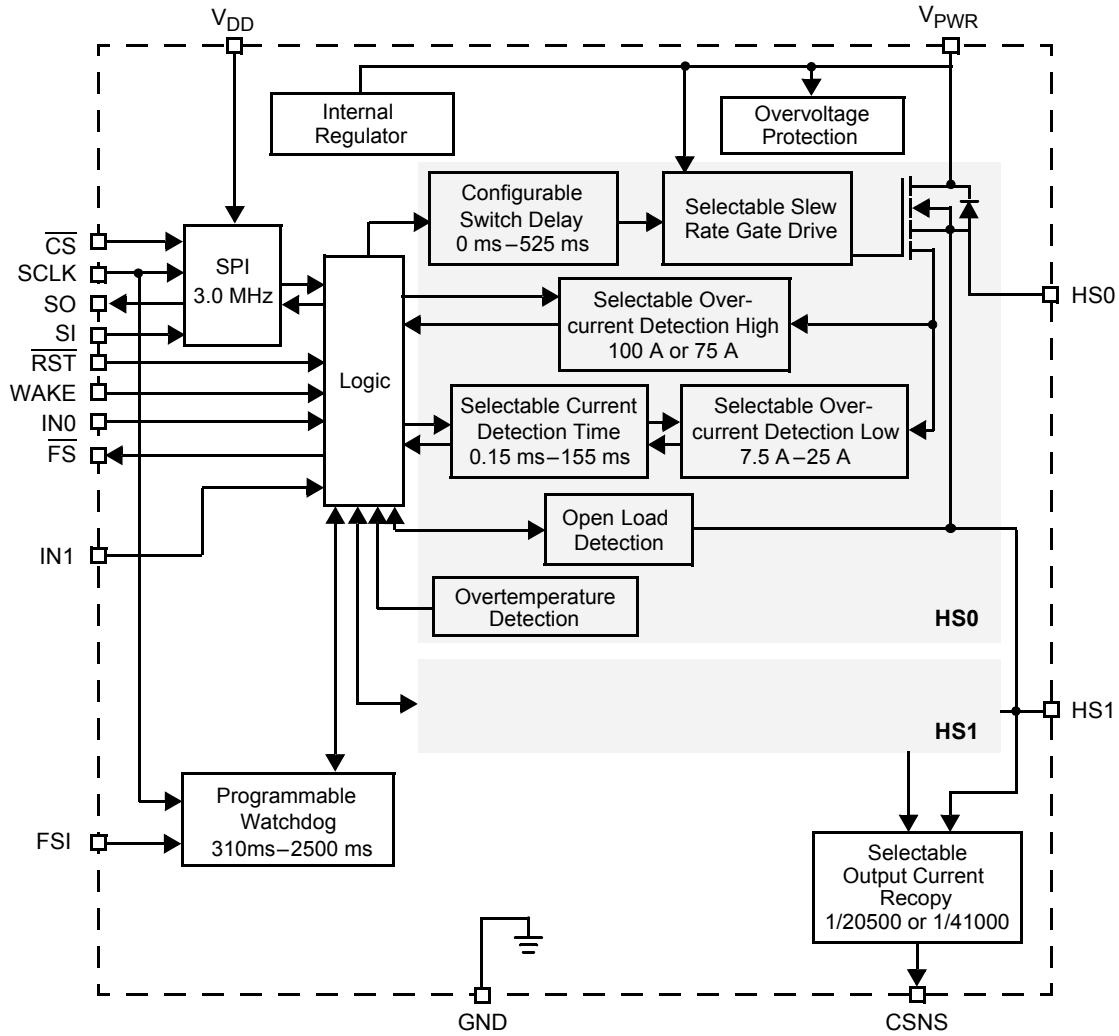 VDD
VPWR
Internal
Regulator
Overvoltage
Protection
Configurable
Switch Delay
0 ms–525 ms
Selectable Slew
Rate Gate Drive
CS
SCLK
SO
SI
RST
WAKE
IN0
FS
IN1
SPI
3.0 MHz
Logic
HS0
Selectable Over-
current Detection High
100 A or 75 A
Selectable Current
Detection Time
0.15 ms–155 ms
Selectable Over-
current Detection Low
7.5 A–25 A
Open Load
Detection
Overtemperature
Detection
HS0
HS1
HS1
Programmable
Watchdog
310ms–2500 ms
FSI
Selectable
Output Current
Recopy
1/20500 or 1/41000
GND
CSNS